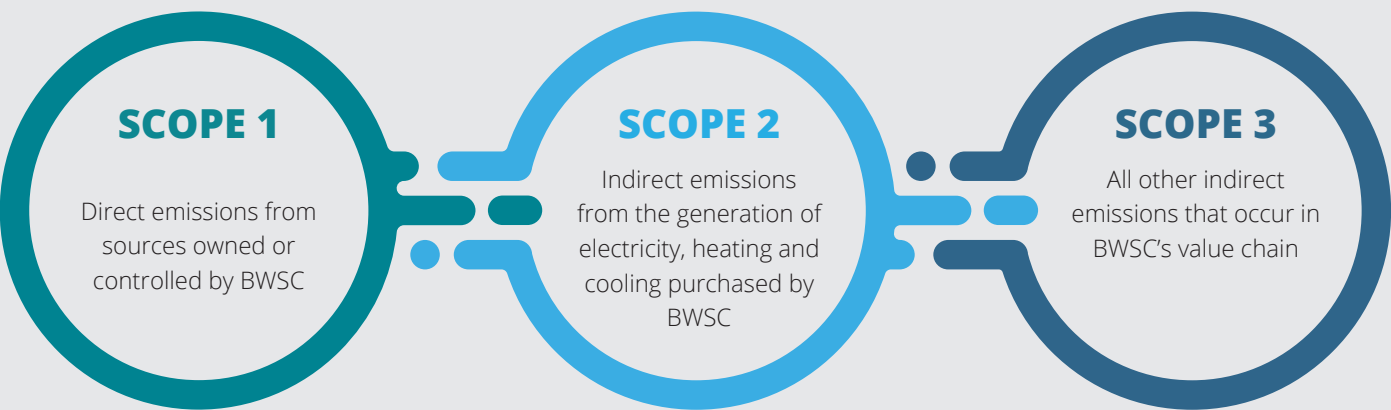 SCOPE 1
Direct emissions from
sources owned or
controlled by BWSC
SCOPE 2
Indirect emissions
from the generation of
electricity, heating and
cooling purchased by
BWSC
SCOPE 3
All other indirect
emissions that occur in
BWSC’s value chain